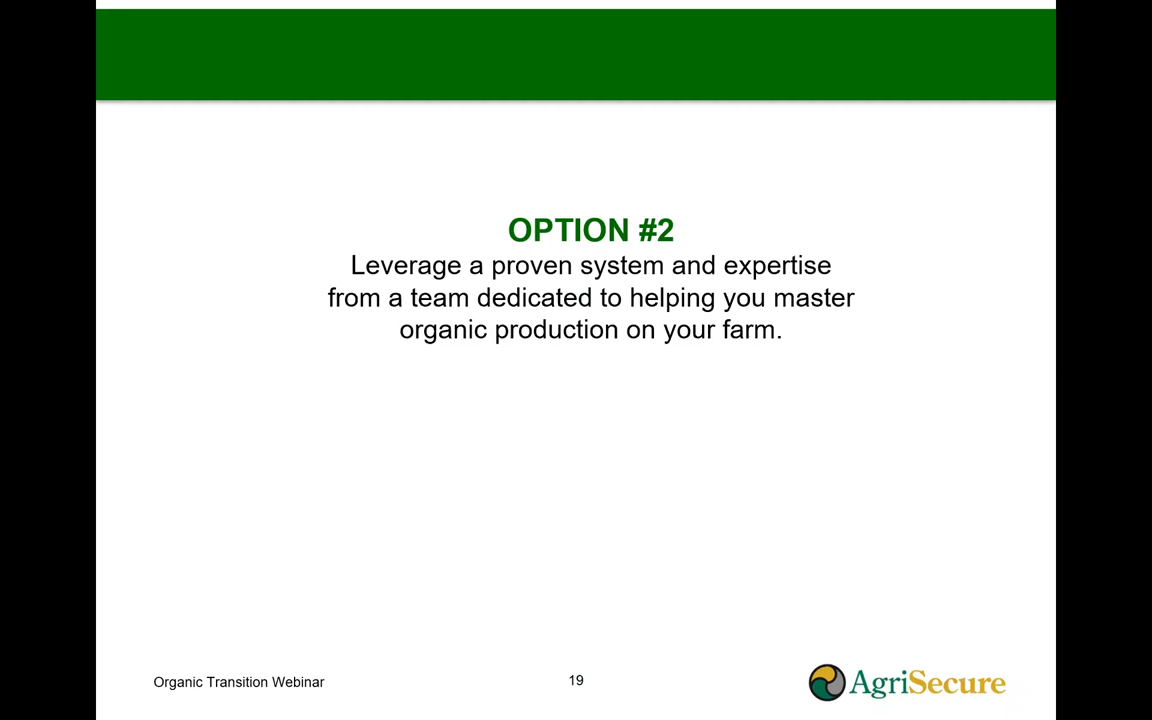 OPTION #2
Leverage a proven system and expertise
from a team dedicated to helping you master
organic production on your farm.
Organic Transition Webinar
19
AgriSecure